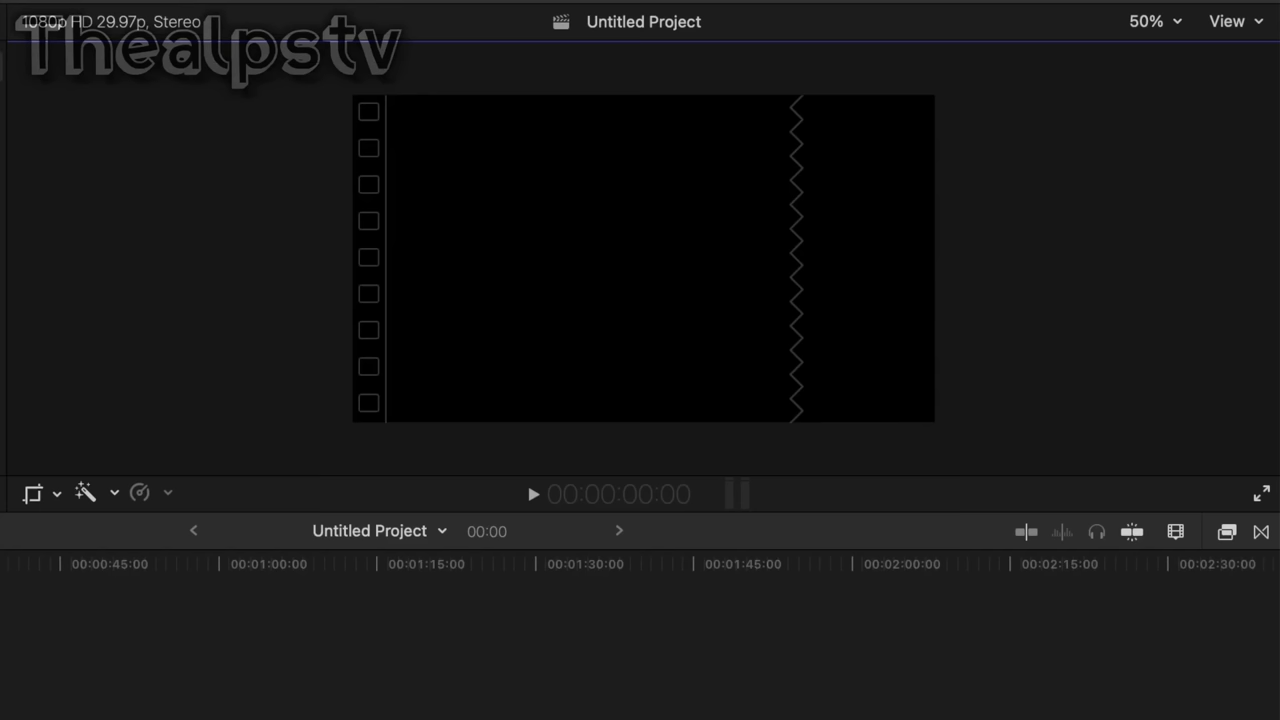 1080p HD 29.97p, Stereo
Untitled Project
50%
View
Thealpstv
00:00:00:00
Untitled Project
00:00
00:00:45:00
00:01:00:00
00:01:15:00
00:01:30:00
00:01:45:00
00:02:00:00
00:02:15:00
00:02:30:00